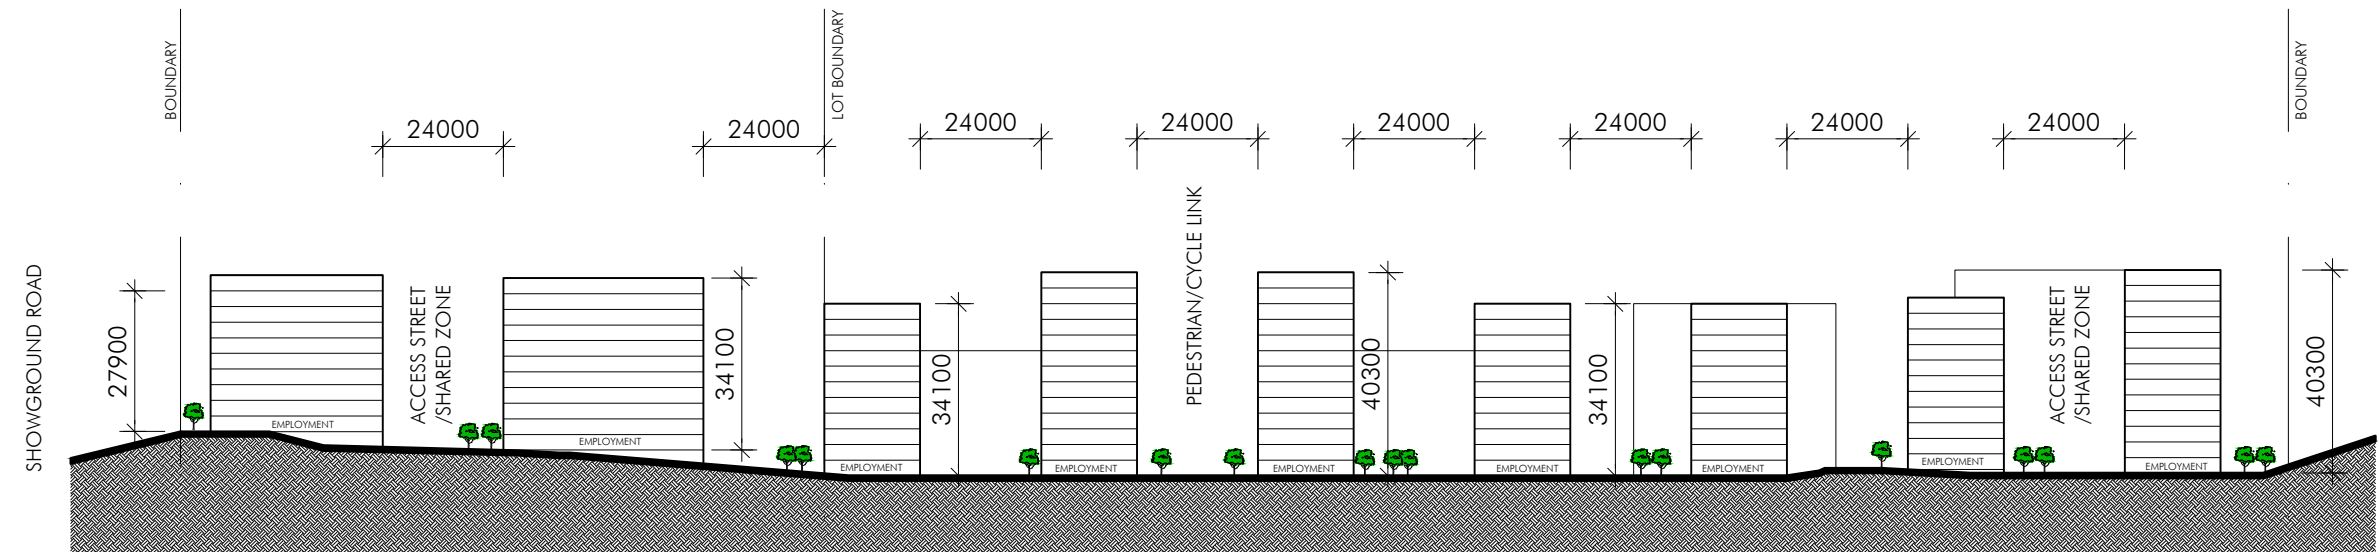 BOUNDARY
LOT BOUNDARY
BOUNDARY
24000
24000
24000
24000
24000
24000
24000
24000
SHOWGROUND ROAD
27900
EMPLOYMENT
ACCESS STREET
/SHARED ZONE
EMPLOYMENT
34100
EMPLOYMENT
34100
EMPLOYMENT
PEDESTRIAN/CYCLE LINK
EMPLOYMENT
40300
EMPLOYMENT
34100
EMPLOYMENT
EMPLOYMENT
ACCESS STREET
/SHARED ZONE
EMPLOYMENT
40300